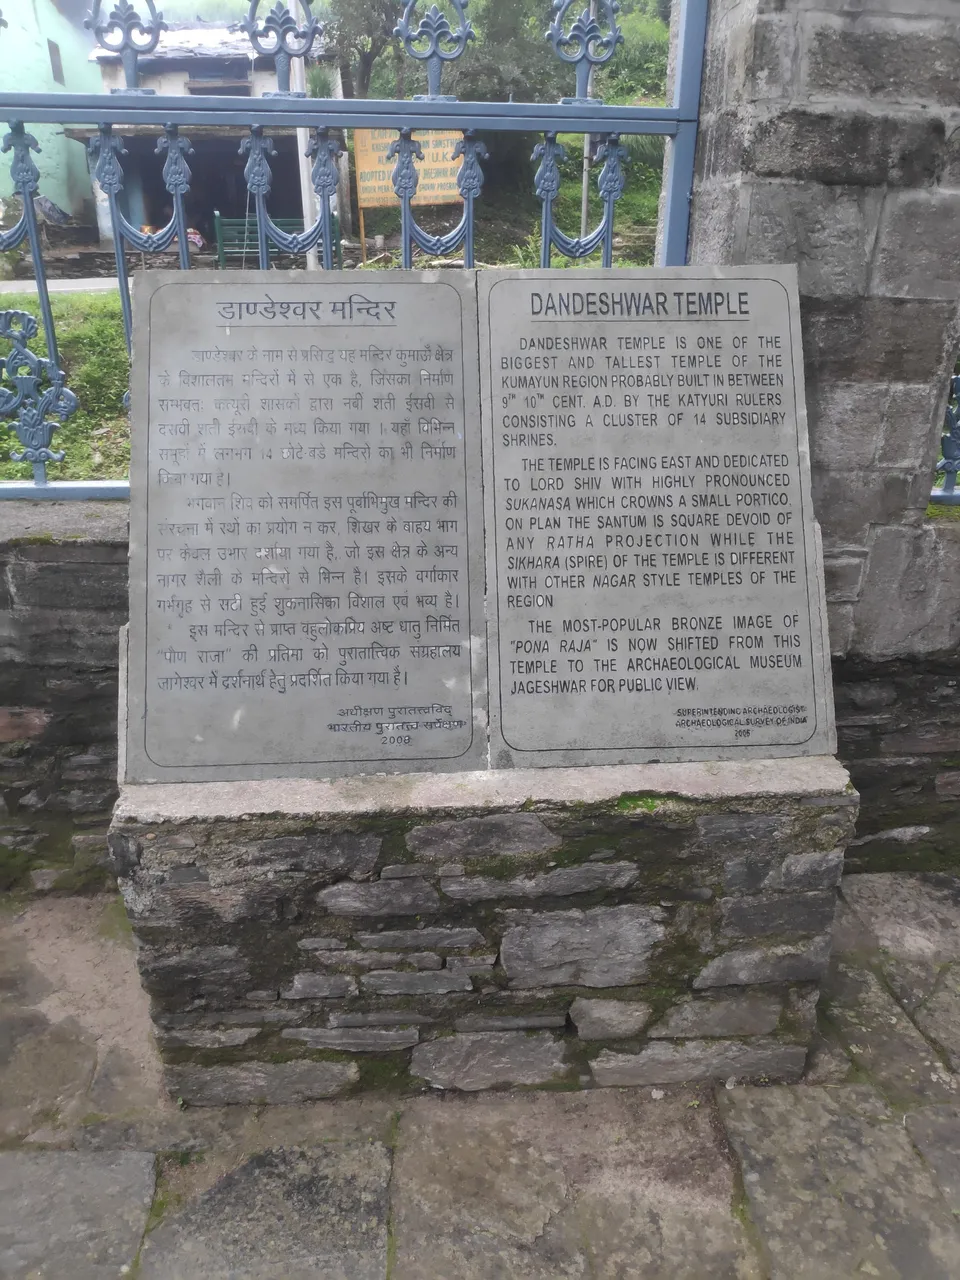 डाण्डेश्वर मन्दिर
डाण्डेश्वर के नाम से प्रसिद्ध यह मन्दिर कुमाऊँ क्षेत्र
के विशालतम मन्दिरों में से एक है, जिसका निर्माण
सम्भवतः कत्यूरी शासकों द्वारा नवीं शती ईसवी से
दसवीं शती ईसवी के मध्य किया गया । यहाँ विभिन्न
समूहों में लगभग 14 छोटे-बडे मन्दिरों का भी निर्माण
किया गया है।
भगवान शिव को समर्पित इस पूर्वाभिमुख मन्दिर की
संरचना में रथों का प्रयोग न कर, शिखर के वाहय भाग
पर केवल उभार दर्शाया गया है, जो इस क्षेत्र के अन्य
नागर शैली के मन्दिरों से भिन्न है। इसके वर्गाकार
गर्भगृह से सटी हुई शुकनासिका विशाल एवं भव्य है।
इस मन्दिर से प्राप्त वहुलोकप्रिय अष्ट धातु निर्मित
"पौण राजा" की प्रतिमा को पुरातात्विक संग्रहालय
जागेश्वर में दर्शनार्थ हेतु प्रदर्शित किया गया है।
अधीक्षण पुरातत्त्वविद्
भारतीय पुरातत्त्व सर्वेक्षण
DANDESHWAR TEMPLE
DANDESHWAR TEMPLE IS ONE OF THE
BIGGEST AND TALLEST TEMPLE OF THE
KUMAYUN REGION PROBABLY BUILT IN BETWEEN
9TH 10TH CENT. A.D. BY THE KATYURI RULERS
CONSISTING A CLUSTER OF 14 SUBSIDIARY
SHRINES.
THE TEMPLE IS FACING EAST AND DEDICATED
TO LORD SHIV WITH HIGHLY PRONOUNCED
SUKANASA WHICH CROWNS A SMALL PORTICO.
ON PLAN THE SANTUM IS SQUARE DEVOID OF
ANY RATHA PROJECTION WHILE THE
SIKHARA (SPIRE) OF THE TEMPLE IS DIFFERENT
WITH OTHER NAGAR STYLE TEMPLES OF THE
REGION
THE MOST-POPULAR BRONZE IMAGE OF
"PONA RAJA" IS NOW SHIFTED FROM THIS
TEMPLE TO THE ARCHAEOLOGICAL MUSEUM
JAGESHWAR FOR PUBLIC VIEW.
SUPERINTENDING ARCHAEOLOGIST
ARCHAEOLOGICAL SURVEY OF INDIA